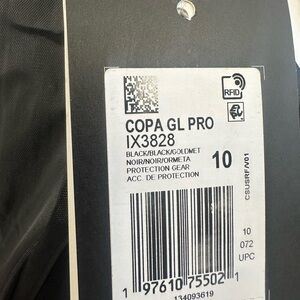 RFID
COPA GL PRO
IX3828
BLACK/BLACK/GOLDMET
NOIR/NOIR/ORMETA
PROTECTION GEAR
ACC. DE PROTECTION
10
CSUSRF/V01
10
072
UPC
1 97610 75502 1
134093619